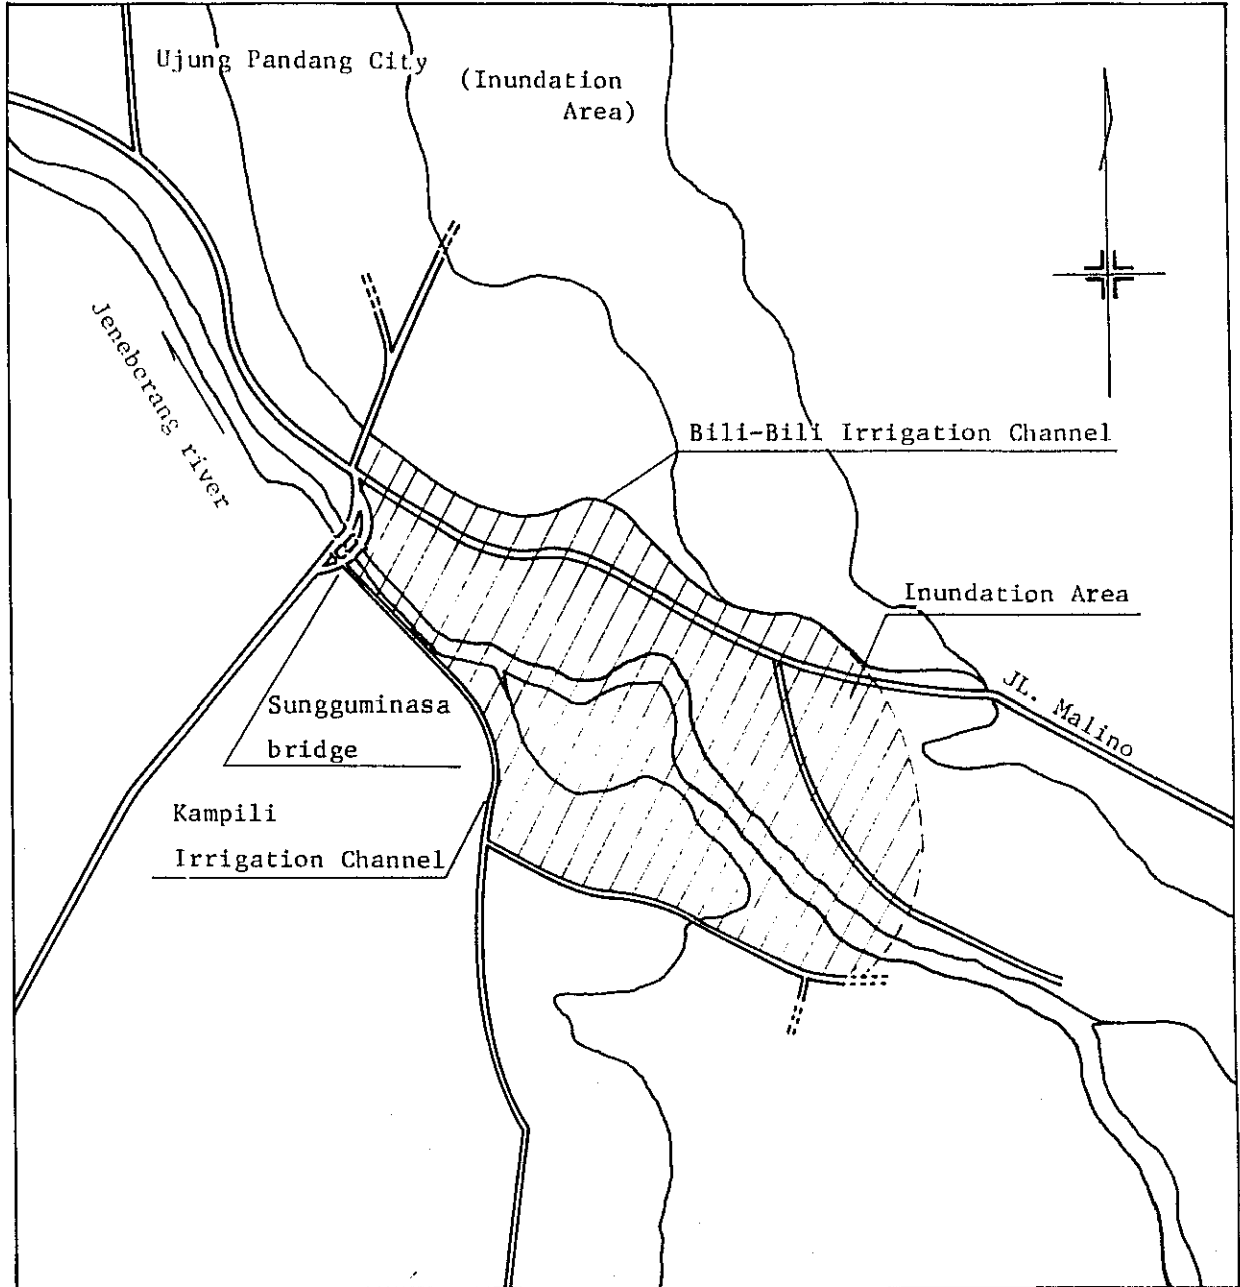 Ujung Pandang City
(Inundation
Area)
Jeneberang river
Bili-Bili Irrigation Channel
Inundation Area
JL. Malino
Sungguminasa
bridge
Kampili
Irrigation Channel